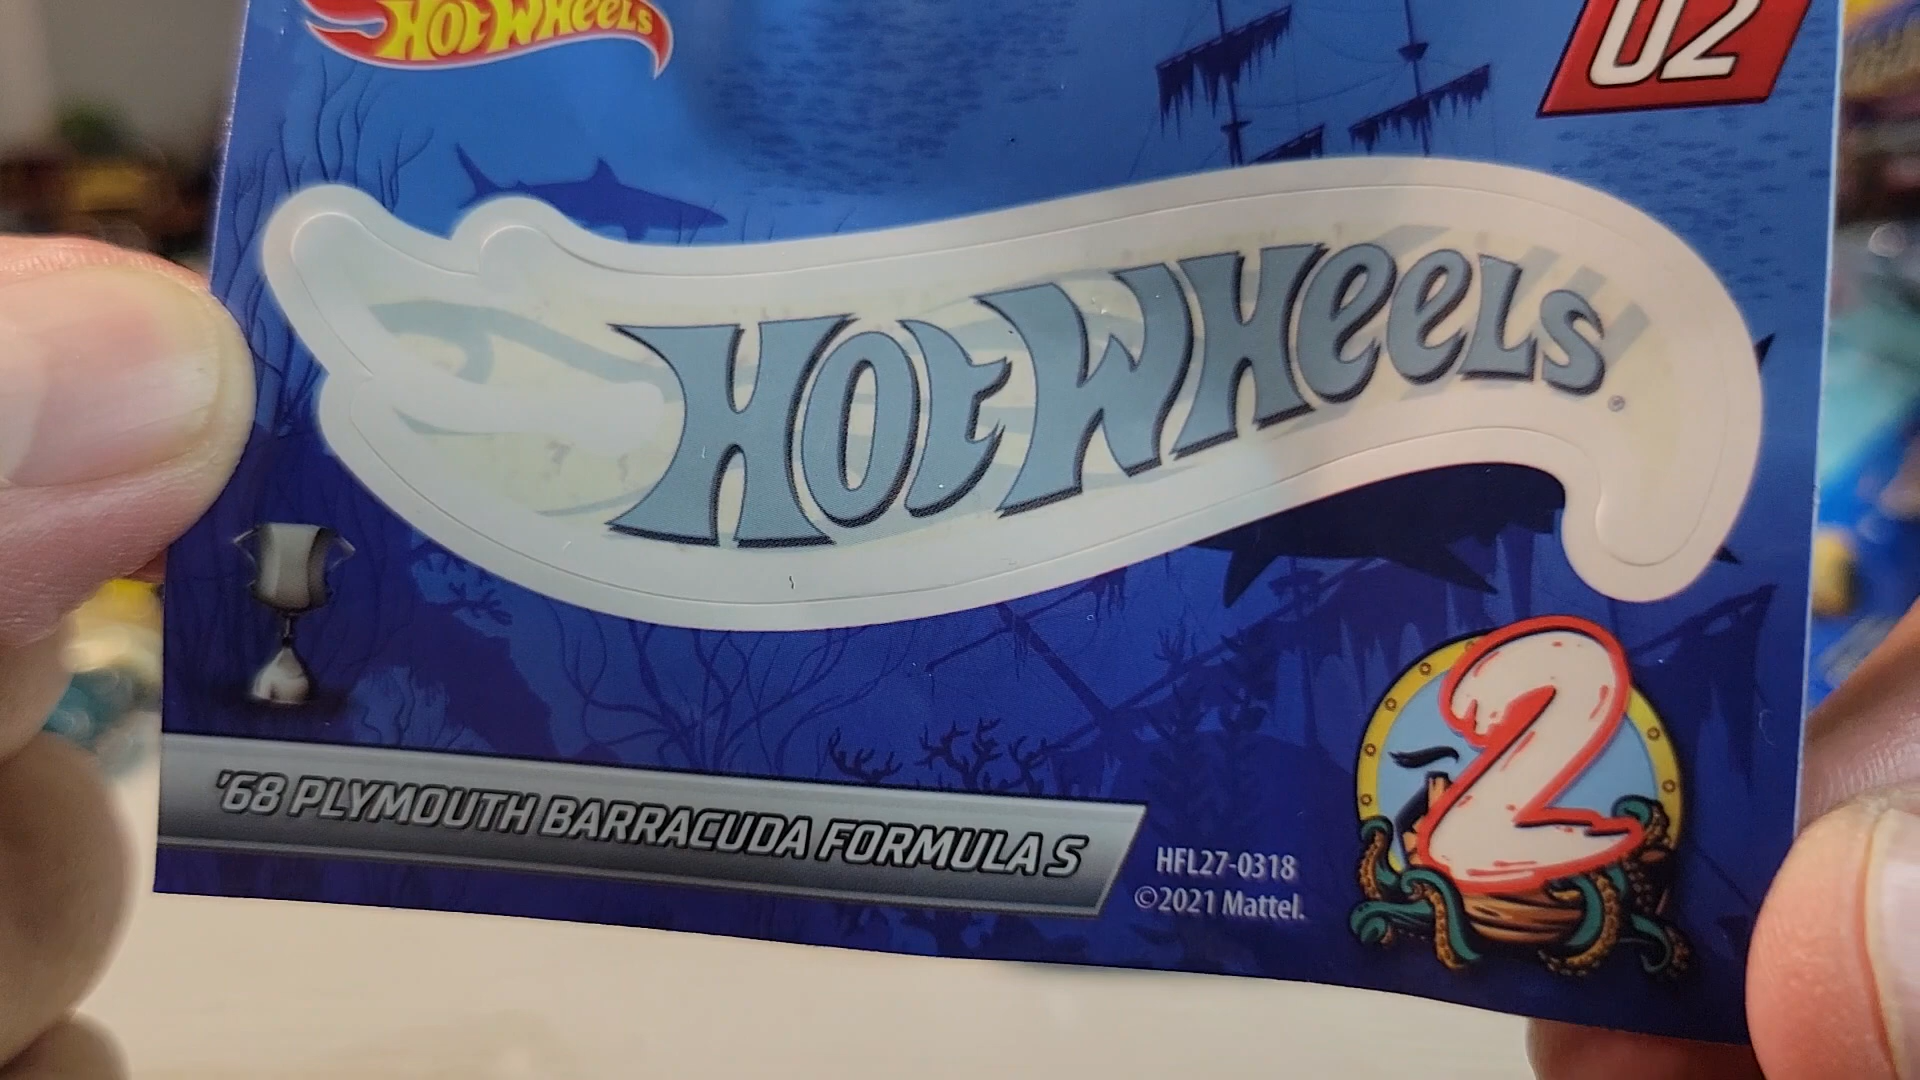 HOT WHEELS
02
HOT WHEELS®
2
'68 PLYMOUTH BARRACUDA FORMULA S
HFL27-0318
©2021 Mattel.